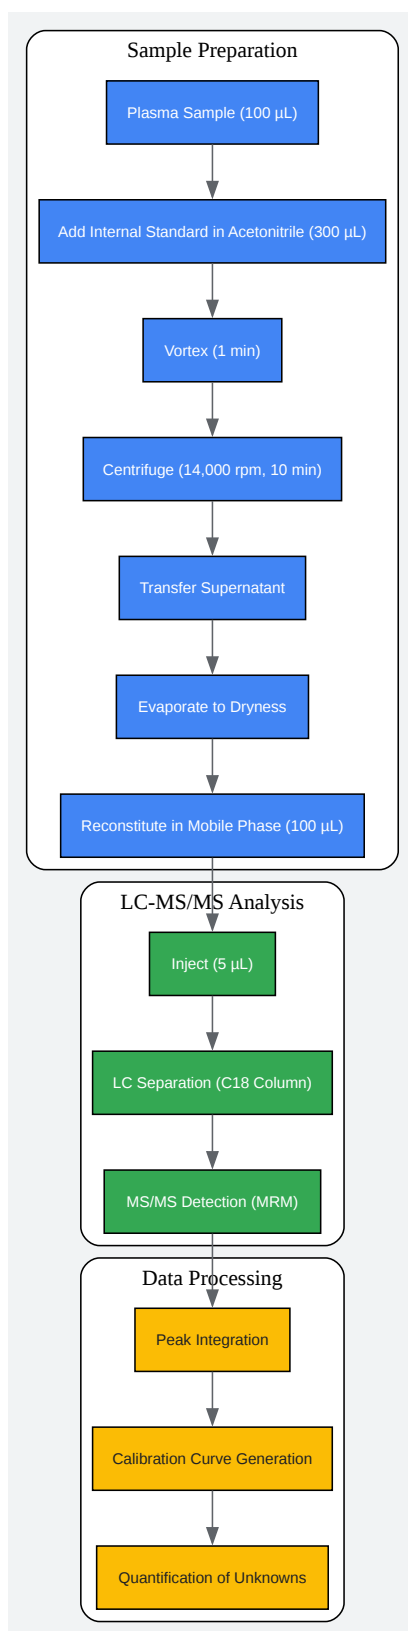 Sample Preparation
Plasma Sample (100 µL)
Add Internal Standard in Acetonitrile (300 µL)
Vortex (1 min)
Centrifuge (14,000 rpm, 10 min)
Transfer Supernatant
Evaporate to Dryness
Reconstitute in Mobile Phase (100 µL)
LC-MS/MS Analysis
Inject (5 µL)
LC Separation (C18 Column)
MS/MS Detection (MRM)
Data Processing
Peak Integration
Calibration Curve Generation
Quantification of Unknowns